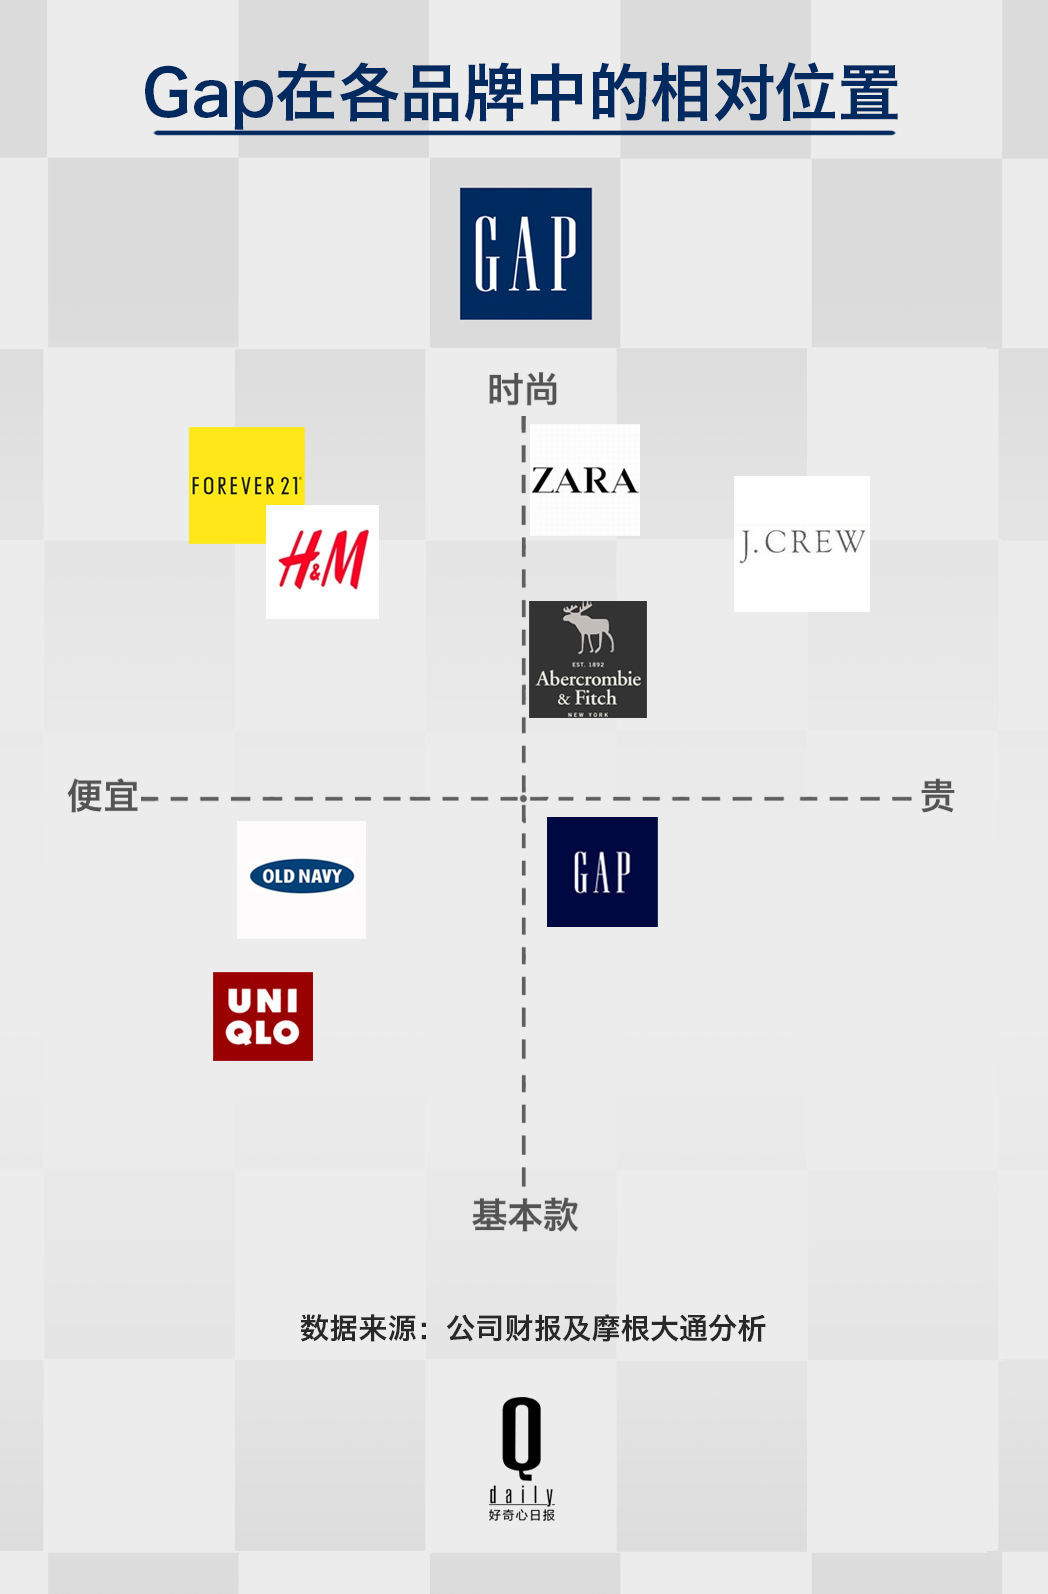 Gap在各品牌中的相对位置
GAP
时尚
FOREVER 21
ZARA
H&M
J.CREW
EST. 1892
Abercrombie
& Fitch
NEW YORK
便宜
贵
OLD NAVY
GAP
UNI
QLO
基本款
数据来源：公司财报及摩根大通分析
Q
daily
好奇心日报